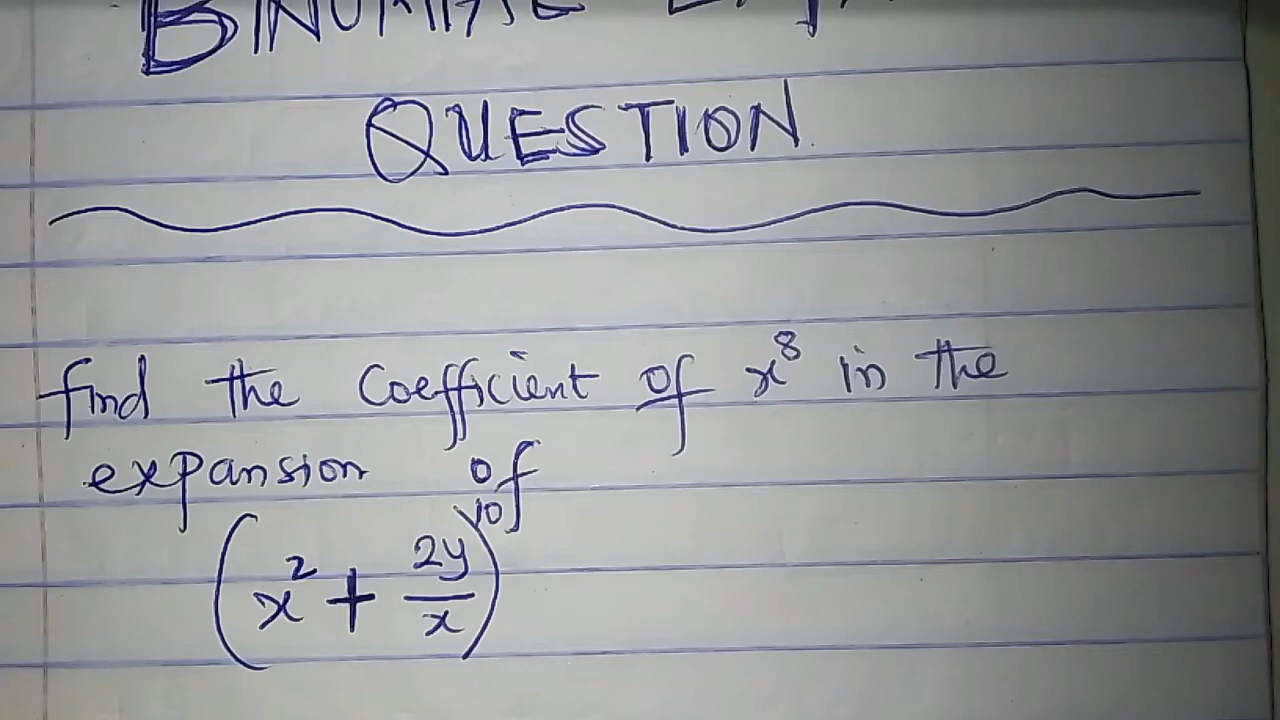 QUESTION
find the Coefficient of x⁸ in the
expansion of
(x² + 2y/x)¹⁰